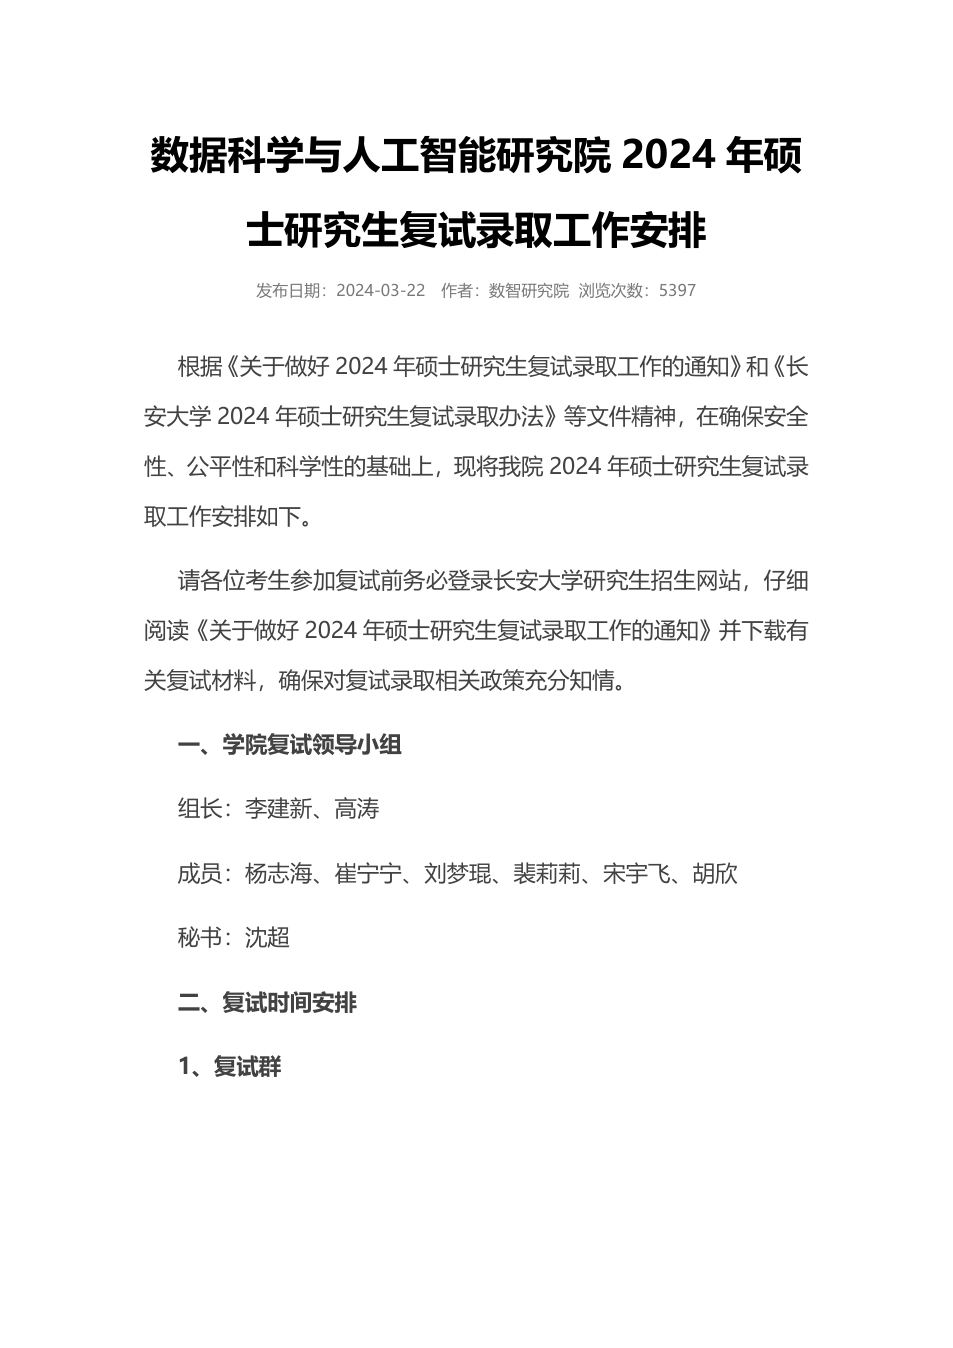 数据科学与人工智能研究院 2024 年硕
士研究生复试录取工作安排
发布日期：2024-03-22 作者：数智研究院 浏览次数：5397
根据《关于做好 2024 年硕士研究生复试录取工作的通知》和《长
安大学 2024 年硕士研究生复试录取办法》等文件精神，在确保安全
性、公平性和科学性的基础上，现将我院 2024 年硕士研究生复试录
取工作安排如下。
请各位考生参加复试前务必登录长安大学研究生招生网站，仔细
阅读《关于做好 2024 年硕士研究生复试录取工作的通知》并下载有
关复试材料，确保对复试录取相关政策充分知情。
一、学院复试领导小组
组长：李建新、高涛
成员：杨志海、崔宁宁、刘梦琨、裴莉莉、宋宇飞、胡欣
秘书：沈超
二、复试时间安排
1、复试群